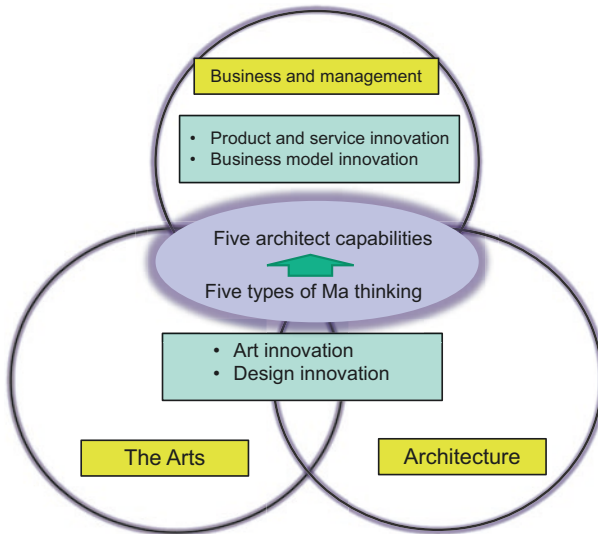 Business and management
• Product and service innovation
• Business model innovation
Five architect capabilities
Five types of Ma thinking
• Art innovation
• Design innovation
The Arts
Architecture